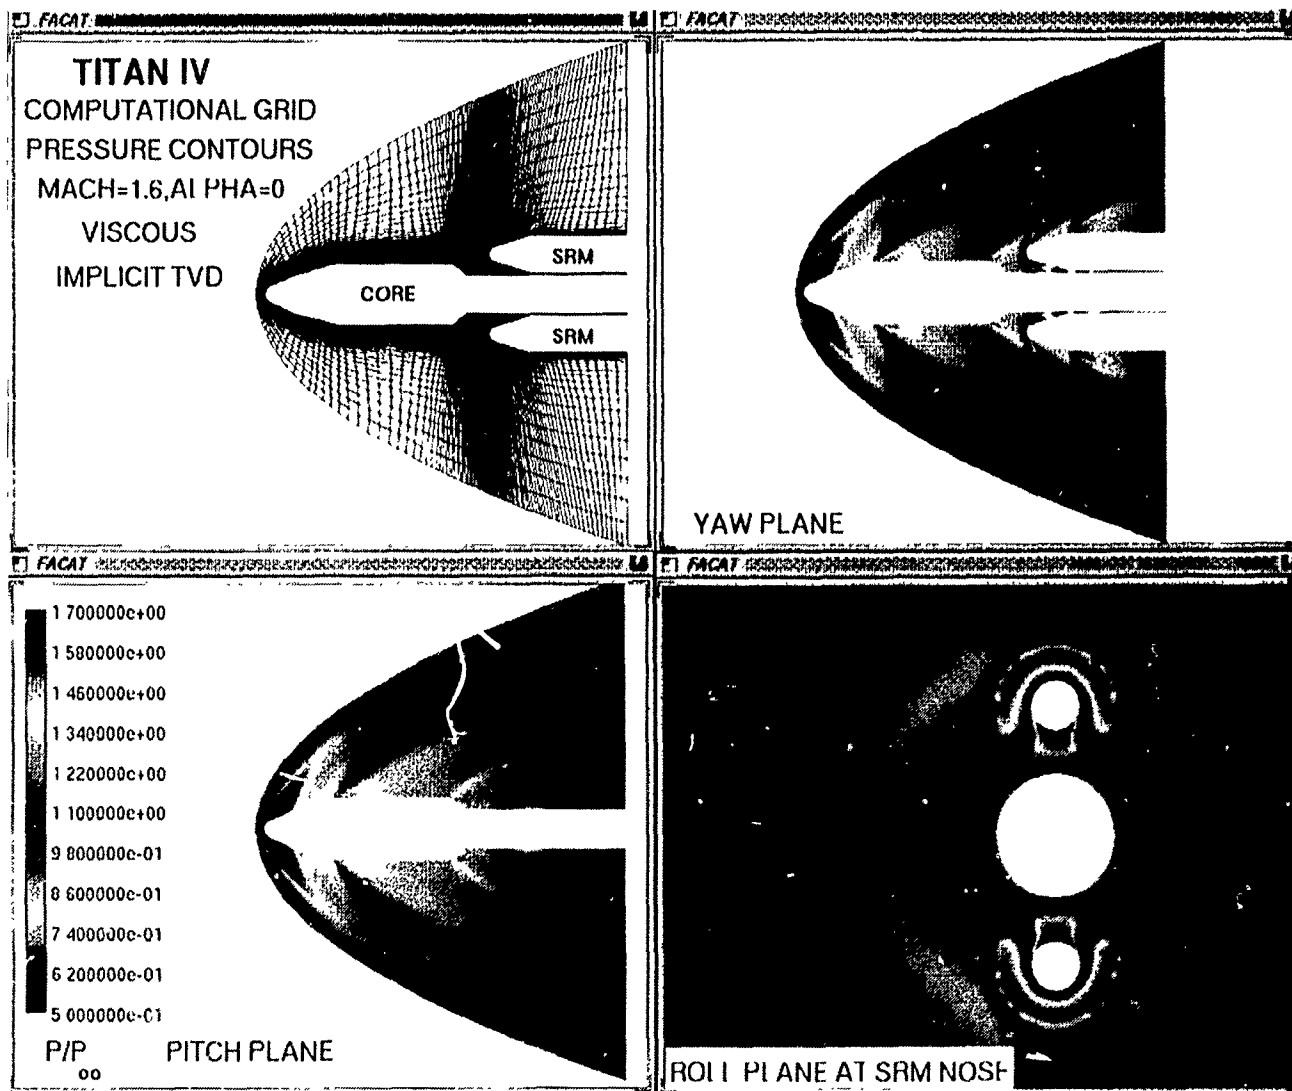 FACAT
TITAN IV
COMPUTATIONAL GRID
PRESSURE CONTOURS
MACH=1.6,ALPHA=0
VISCOUS
IMPLICIT TVD
CORE
SRM
SRM
FACAT
YAW PLANE
FACAT
1 700000e+00
1 580000e+00
1 460000e+00
1 340000e+00
1 220000e+00
1 100000e+00
9 800000e-01
8 600000e-01
7 400000e-01
6 200000e-01
5 000000e-01
P/P
oo
PITCH PLANE
FACAT
ROLL PLANE AT SRM NOSE